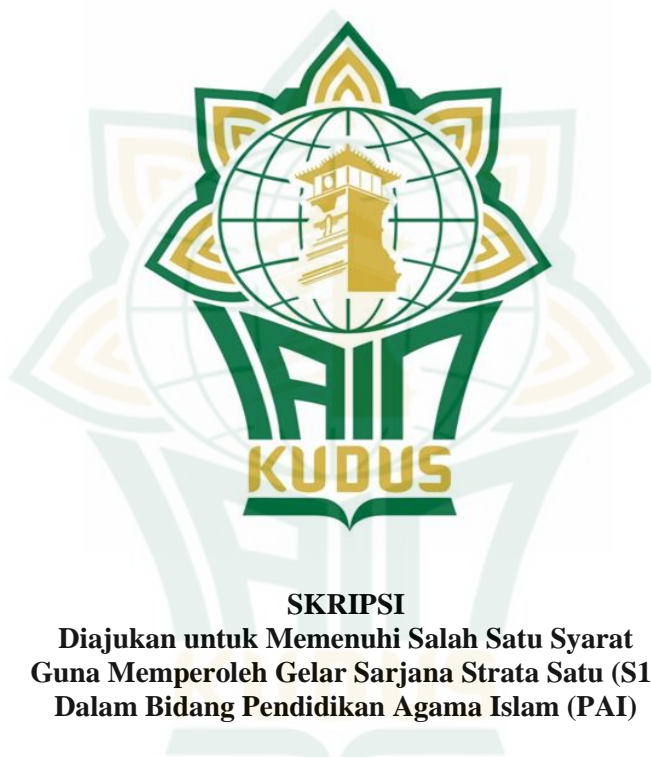 IAIN
KUDUS
SKRIPSI
Diajukan untuk Memenuhi Salah Satu Syarat
Guna Memperoleh Gelar Sarjana Strata Satu (S1
Dalam Bidang Pendidikan Agama Islam (PAI)